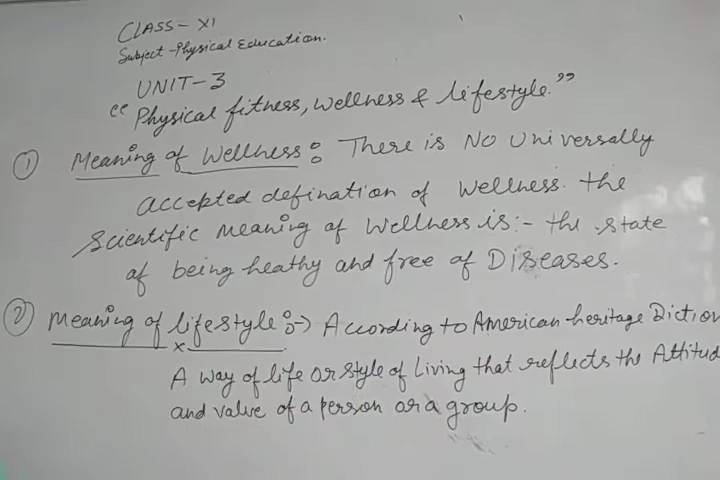 CLASS- XI
Subject-Physical Education.
UNIT-3
"Physical fitness, wellness & lifestyle."
① Meaning of Wellness: There is No Universally
accepted defination of Wellness. the
Scientific Meaning of Wellness is:- the state
of being heathy and free of Diseases.
② Meaning of lifestyle:-> According to American heritage Diction
A way of life or style of Living that reflects the Attitud
and value of a person or a group.